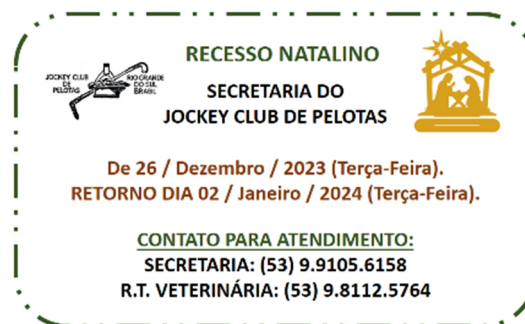 RECESSO NATALINO
JOCKEY CLUB
DE
PELOTAS
RIO GRANDE
DO SUL
BRASIL
SECRETARIA DO
JOCKEY CLUB DE PELOTAS
De 26 / Dezembro / 2023 (Terça-Feira).
RETORNO DIA 02 / Janeiro / 2024 (Terça-Feira).
CONTATO PARA ATENDIMENTO:
SECRETARIA: (53) 9.9105.6158
R.T. VETERINÁRIA: (53) 9.8112.5764